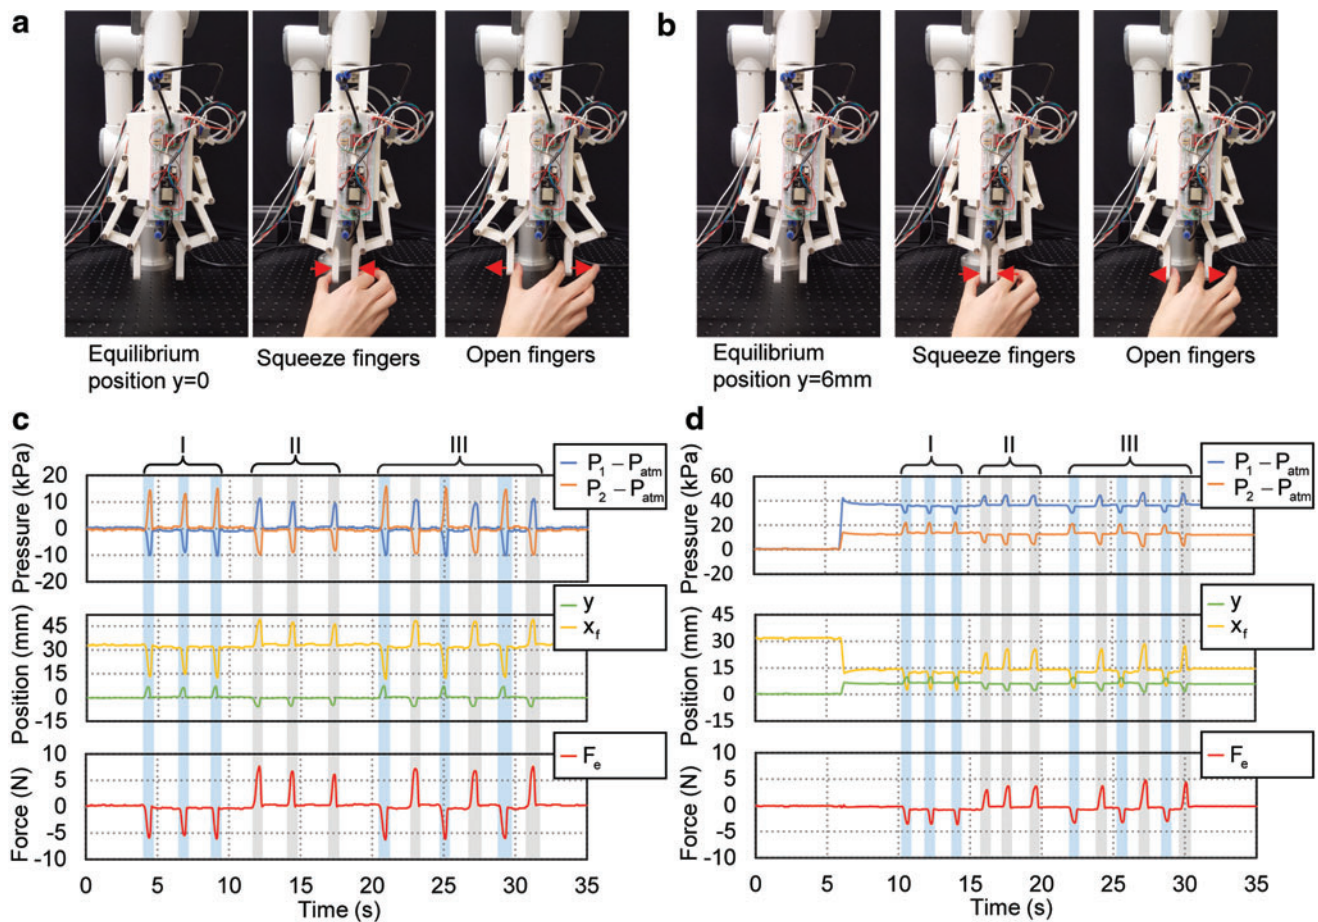 a
b
Equilibrium
position y=0
Squeeze fingers
Open fingers
Equilibrium
position y=6mm
Squeeze fingers
Open fingers
c
I
II
III
P1 – Patm
P2 – Patm
Pressure (kPa)
20
10
0
-10
-20
y
xf
Position (mm)
45
30
15
0
-15
Fe
Force (N)
10
5
0
-5
-10
0
5
10
15
20
25
30
35
Time (s)
d
I
II
III
P1 – Patm
P2 – Patm
Pressure (kPa)
60
40
20
0
-20
y
xf
Position (mm)
45
30
15
0
-15
Fe
Force (N)
10
5
0
-5
-10
0
5
10
15
20
25
30
35
Time (s)